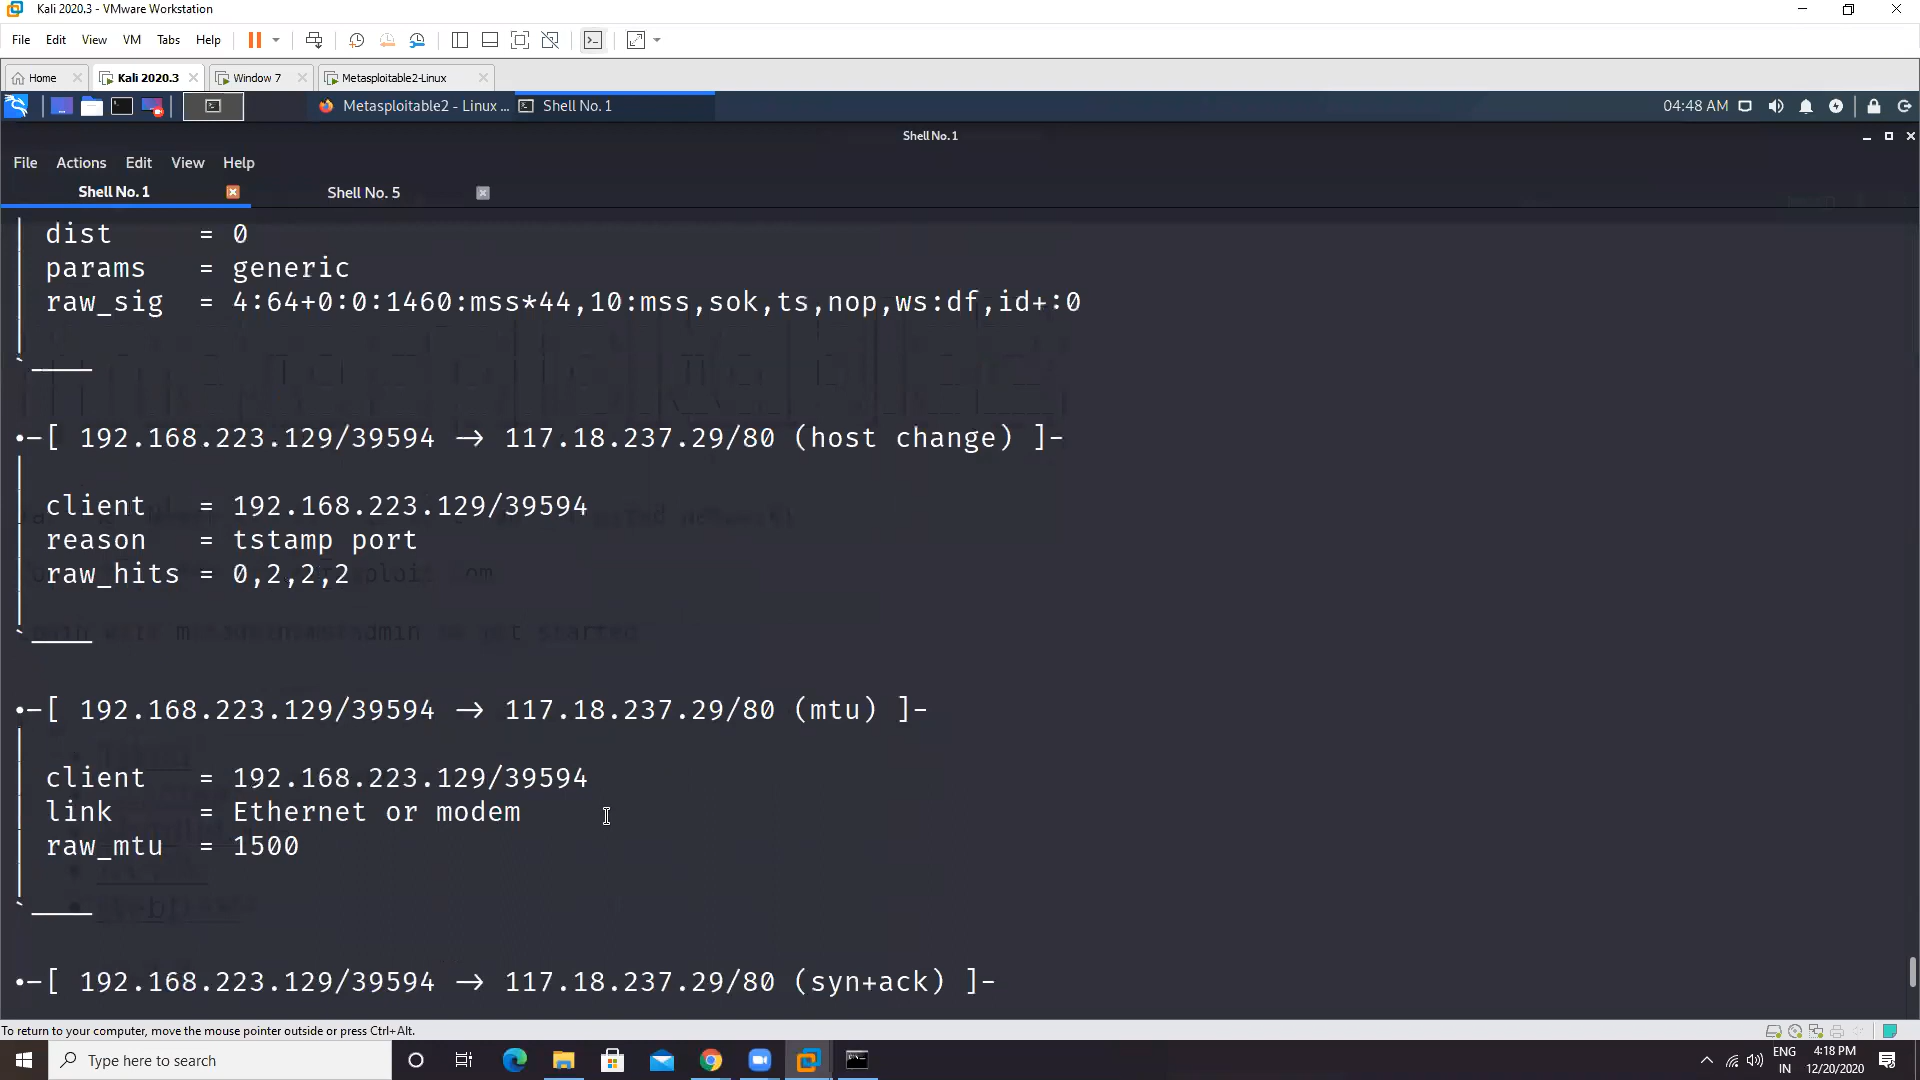 Kali 2020.3 - VMware Workstation
File Edit View VM Tabs Help
Home Kali 2020.3 Window 7 Metasploitable2-Linux
Metasploitable2 - Linux ... Shell No. 1 04:48 AM
Shell No. 1
File Actions Edit View Help
Shell No. 1 Shell No. 5
| dist     = 0
| params   = generic
| raw_sig  = 4:64+0:0:1460:mss*44,10:mss,sok,ts,nop,ws:df,id+:0
|
`____
.-[ 192.168.223.129/39594 -> 117.18.237.29/80 (host change) ]-
|
| client   = 192.168.223.129/39594
| reason   = tstamp port
| raw_hits = 0,2,2,2
|
`____
.-[ 192.168.223.129/39594 -> 117.18.237.29/80 (mtu) ]-
|
| client   = 192.168.223.129/39594
| link     = Ethernet or modem
| raw_mtu  = 1500
|
`____
.-[ 192.168.223.129/39594 -> 117.18.237.29/80 (syn+ack) ]-
To return to your computer, move the mouse pointer outside or press Ctrl+Alt.
Type here to search
ENG
IN
4:18 PM
12/20/2020